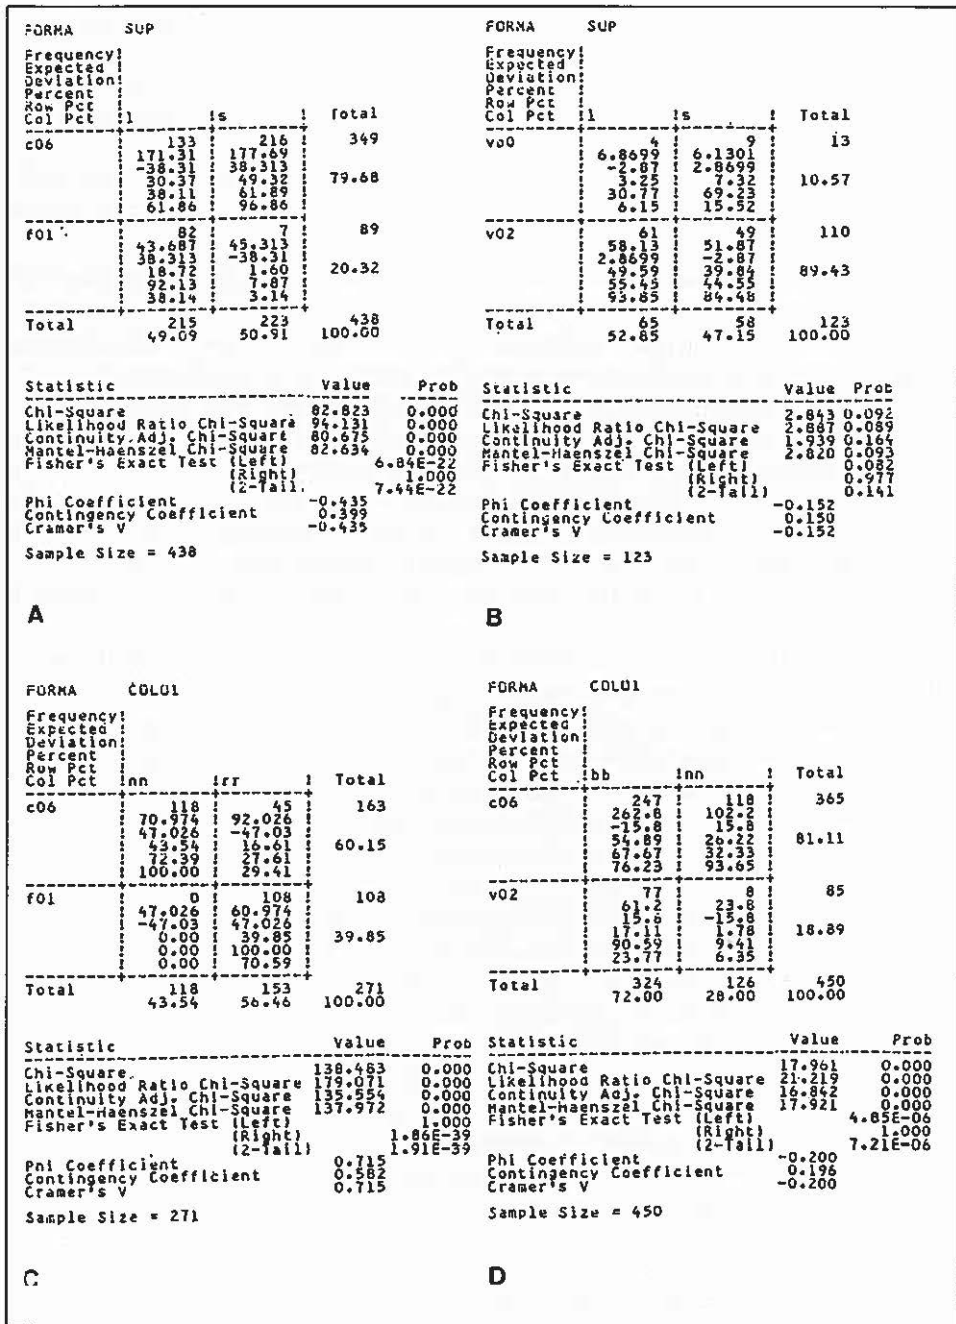 FORMA SUP
Frequency!
Expected !
Deviation!
Percent !
Row Pct !
Col Pct !l !s ! Total
c06 ! 133 ! 216 ! 349
! 171.31 ! 177.69 !
! -38.31 ! 38.313 !
! 30.37 ! 49.32 ! 79.68
! 38.11 ! 61.89 !
! 61.86 ! 96.86 !
f01 ! 82 ! 7 ! 89
! 43.687 ! 45.313 !
! 38.313 ! -38.31 !
! 18.72 ! 1.60 ! 20.32
! 92.13 ! 7.87 !
! 38.14 ! 3.14 !
Total 215 223 438
49.09 50.91 100.00
Statistic Value Prob
Chi-Square 82.823 0.000
Likelihood Ratio Chi-Square 94.131 0.000
Continuity Adj. Chi-Square 80.675 0.000
Mantel-Haenszel Chi-Square 82.634 0.000
Fisher's Exact Test (Left) 6.84E-22
(Right) 1.000
(2-Tail) 7.44E-22
Phi Coefficient -0.435
Contingency Coefficient 0.399
Cramer's V -0.435
Sample Size = 438
A
FORMA SUP
Frequency!
Expected !
Deviation!
Percent !
Row Pct !
Col Pct !l !s ! Total
v00 ! 4 ! 9 ! 13
! 6.8699 ! 6.1301 !
! -2.87 ! 2.8699 !
! 3.25 ! 7.32 ! 10.57
! 30.77 ! 69.23 !
! 6.15 ! 15.52 !
v02 ! 61 ! 49 ! 110
! 58.13 ! 51.87 !
! 2.8699 ! -2.87 !
! 49.59 ! 39.84 ! 89.43
! 55.45 ! 44.55 !
! 93.85 ! 84.48 !
Total 65 58 123
52.85 47.15 100.00
Statistic Value Prob
Chi-Square 2.843 0.092
Likelihood Ratio Chi-Square 2.887 0.089
Continuity Adj. Chi-Square 1.939 0.164
Mantel-Haenszel Chi-Square 2.820 0.093
Fisher's Exact Test (Left) 0.082
(Right) 0.977
(2-Tail) 0.141
Phi Coefficient -0.152
Contingency Coefficient 0.150
Cramer's V -0.152
Sample Size = 123
B
FORMA COLO1
Frequency!
Expected !
Deviation!
Percent !
Row Pct !
Col Pct !nn !rr ! Total
c06 ! 118 ! 45 ! 163
! 70.974 ! 92.026 !
! 47.026 ! -47.03 !
! 43.54 ! 16.61 ! 60.15
! 72.39 ! 27.61 !
! 100.00 ! 29.41 !
f01 ! 0 ! 108 ! 108
! 47.026 ! 60.974 !
! -47.03 ! 47.026 !
! 0.00 ! 39.85 ! 39.85
! 0.00 ! 100.00 !
! 0.00 ! 70.59 !
Total 118 153 271
43.54 56.46 100.00
Statistic Value Prob
Chi-Square 138.483 0.000
Likelihood Ratio Chi-Square 179.071 0.000
Continuity Adj. Chi-Square 135.554 0.000
Mantel-Haenszel Chi-Square 137.972 0.000
Fisher's Exact Test (Left) 1.000
(Right) 1.86E-39
(2-Tail) 1.91E-39
Phi Coefficient 0.715
Contingency Coefficient 0.582
Cramer's V 0.715
Sample Size = 271
C
FORMA COLO1
Frequency!
Expected !
Deviation!
Percent !
Row Pct !
Col Pct !bb !nn ! Total
c06 ! 247 ! 118 ! 365
! 262.8 ! 102.2 !
! -15.8 ! 15.8 !
! 54.89 ! 26.22 ! 81.11
! 67.67 ! 32.33 !
! 76.23 ! 93.65 !
v02 ! 77 ! 8 ! 85
! 61.2 ! 23.8 !
! 15.8 ! -15.8 !
! 17.11 ! 1.78 ! 18.89
! 90.59 ! 9.41 !
! 23.77 ! 6.35 !
Total 324 126 450
72.00 28.00 100.00
Statistic Value Prob
Chi-Square 17.961 0.000
Likelihood Ratio Chi-Square 21.219 0.000
Continuity Adj. Chi-Square 16.842 0.000
Mantel-Haenszel Chi-Square 17.921 0.000
Fisher's Exact Test (Left) 4.85E-06
(Right) 1.000
(2-Tail) 7.21E-06
Phi Coefficient -0.200
Contingency Coefficient 0.196
Cramer's V -0.200
Sample Size = 450
D